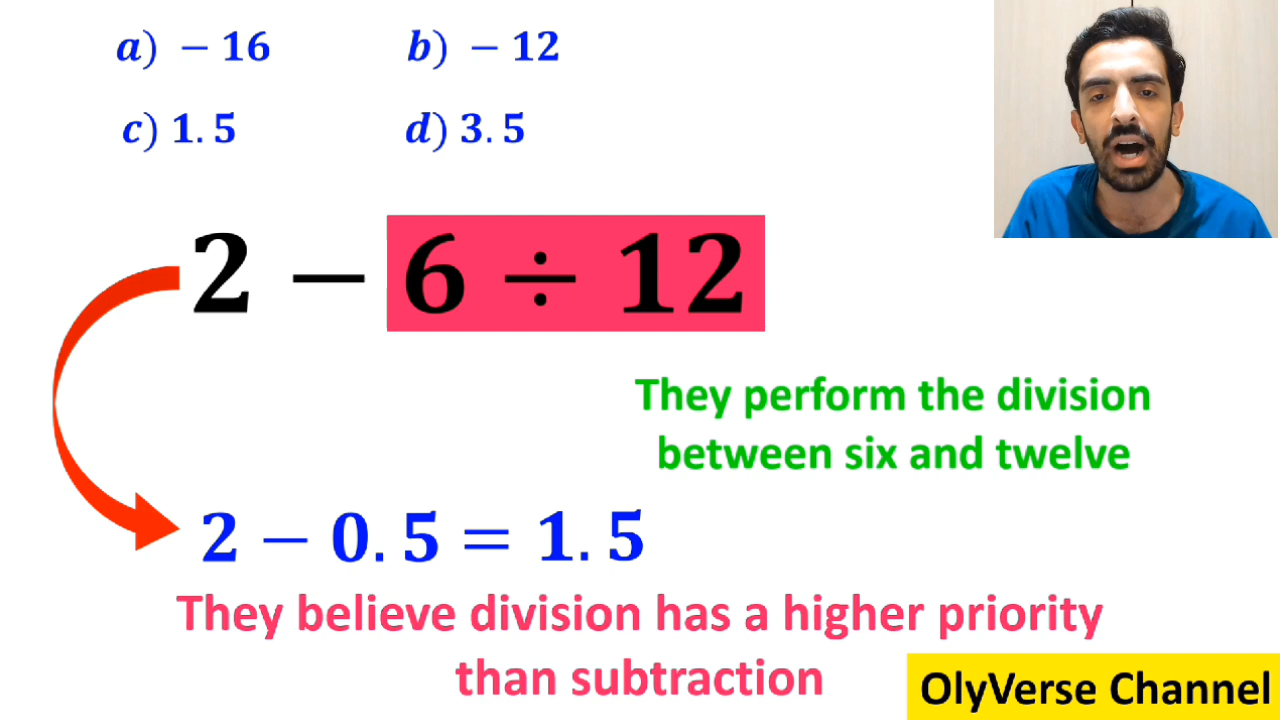 a) − 16 b) − 12
c) 1.5 d) 3.5
2 − 6 ÷ 12
They perform the division
between six and twelve
2 − 0.5 = 1.5
They believe division has a higher priority
than subtraction
OlyVerse Channel